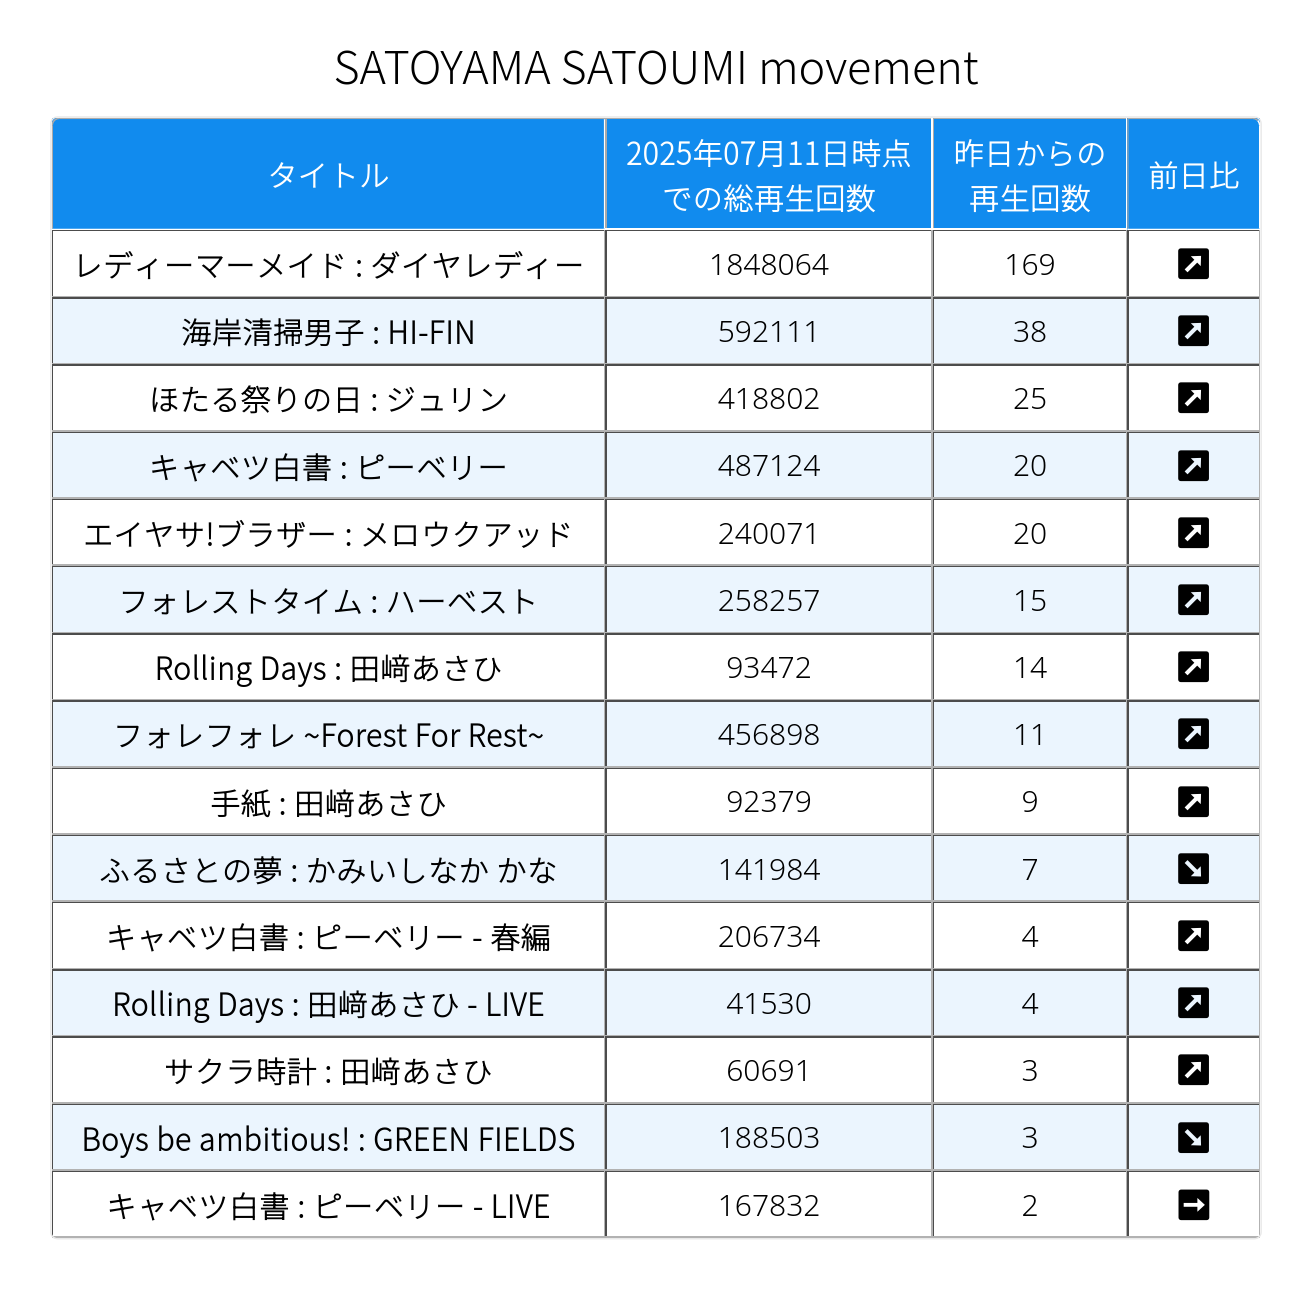 SATOYAMA SATOUMI movement
タイトル 2025年07月11日時点での総再生回数 昨日からの再生回数 前日比
レディーマーメイド : ダイヤレディー 1848064 169 ↗
海岸清掃男子 : HI-FIN 592111 38 ↗
ほたる祭りの日 : ジュリン 418802 25 ↗
キャベツ白書 : ピーベリー 487124 20 ↗
エイヤサ!ブラザー : メロウクアッド 240071 20 ↗
フォレストタイム : ハーベスト 258257 15 ↗
Rolling Days : 田﨑あさひ 93472 14 ↗
フォレフォレ ~Forest For Rest~ 456898 11 ↗
手紙 : 田﨑あさひ 92379 9 ↗
ふるさとの夢 : かみいしなか かな 141984 7 ↘
キャベツ白書 : ピーベリー - 春編 206734 4 ↗
Rolling Days : 田﨑あさひ - LIVE 41530 4 ↗
サクラ時計 : 田﨑あさひ 60691 3 ↗
Boys be ambitious! : GREEN FIELDS 188503 3 ↘
キャベツ白書 : ピーベリー - LIVE 167832 2 →